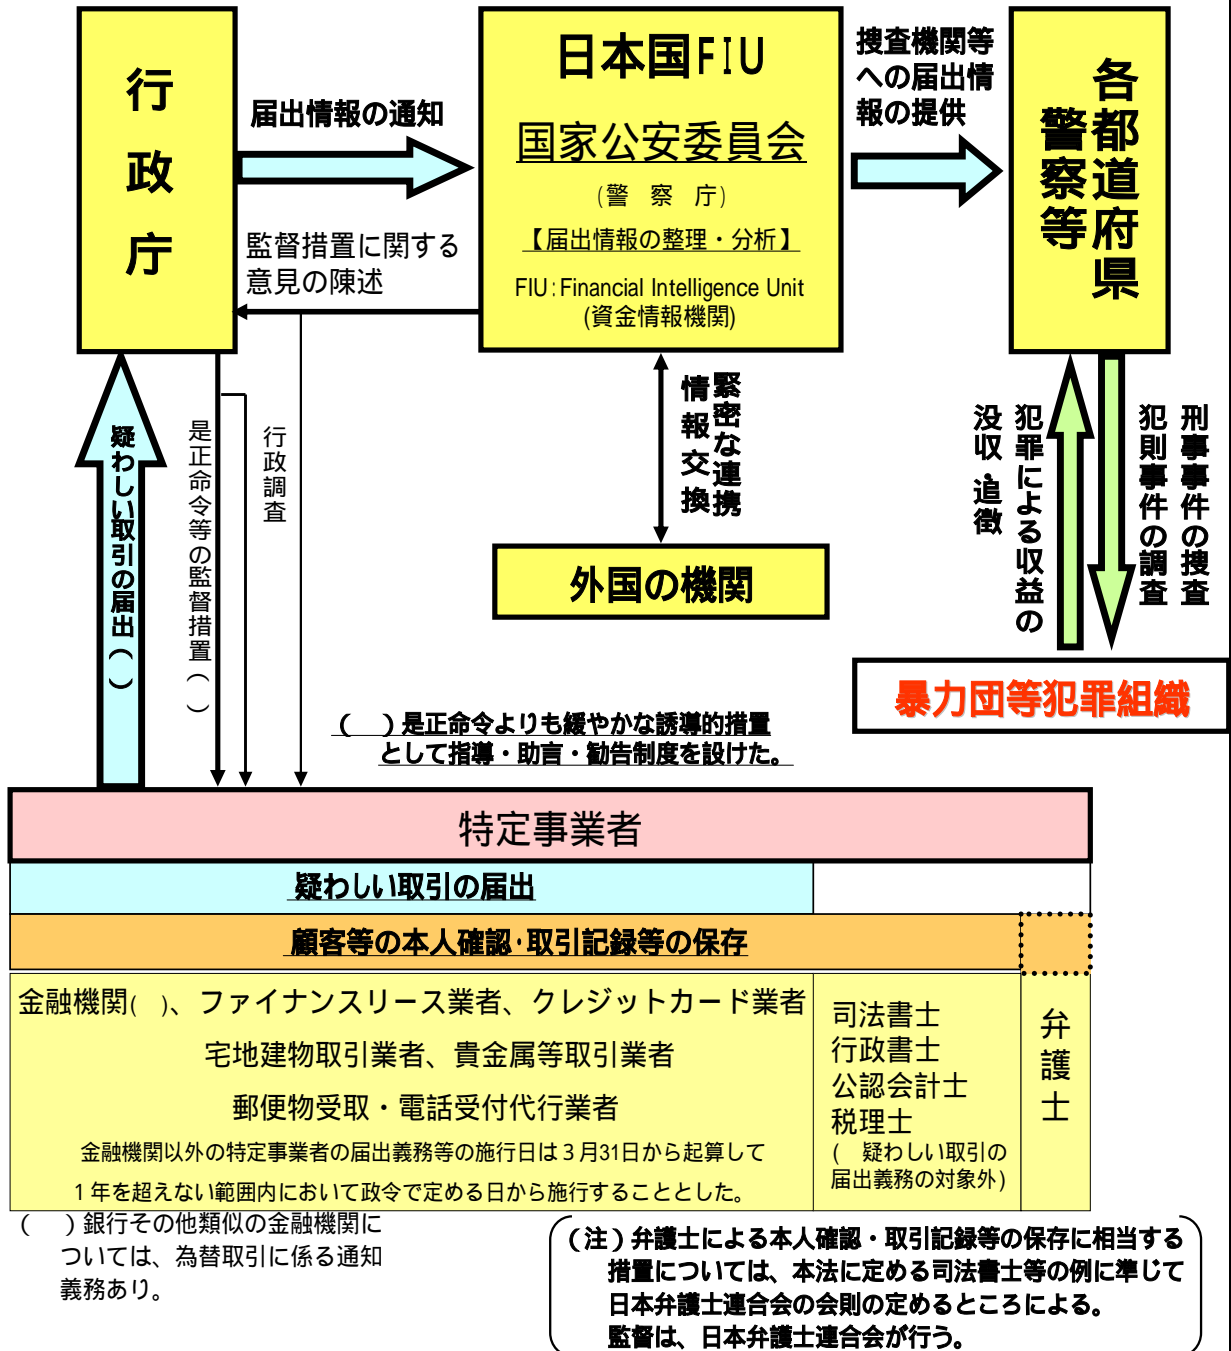 行政庁
届出情報の通知
監督措置に関する
意見の陳述
日本国FIU
国家公安委員会
(警 察 庁)
【届出情報の整理・分析】
FIU:Financial Intelligence Unit
(資金情報機関)
捜査機関等
への届出情
報の提供
各都道府県
警察等
疑わしい取引の届出( )
是正命令等の監督措置( )
行政調査
緊密な連携
情報交換
外国の機関
刑事事件の捜査
犯則事件の調査
犯罪による収益の
没収・追徴
暴力団等犯罪組織
( )是正命令よりも緩やかな誘導的措置
として指導・助言・勧告制度を設けた。
特定事業者
疑わしい取引の届出
顧客等の本人確認・取引記録等の保存
金融機関( )、ファイナンスリース業者、クレジットカード業者
宅地建物取引業者、貴金属等取引業者
郵便物受取・電話受付代行業者
金融機関以外の特定事業者の届出義務等の施行日は3月31日から起算して
1年を超えない範囲内において政令で定める日から施行することとした。
司法書士
行政書士
公認会計士
税理士
( 疑わしい取引の
届出義務の対象外)
弁護士
( )銀行その他類似の金融機関に
ついては、為替取引に係る通知
義務あり。
(注)弁護士による本人確認・取引記録等の保存に相当する
措置については、本法に定める司法書士等の例に準じて
日本弁護士連合会の会則の定めるところによる。
監督は、日本弁護士連合会が行う。